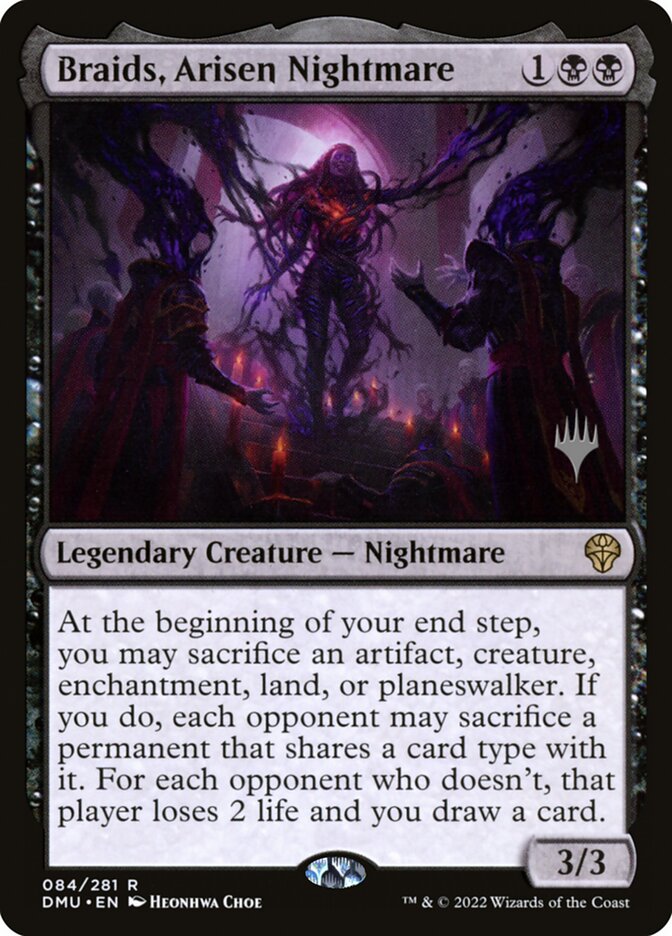 Braids, Arisen Nightmare 1
Legendary Creature — Nightmare
At the beginning of your end step,
you may sacrifice an artifact, creature,
enchantment, land, or planeswalker. If
you do, each opponent may sacrifice a
permanent that shares a card type with
it. For each opponent who doesn't, that
player loses 2 life and you draw a card.
3/3
084/281 R
DMU • EN Heonhwa Choe
™ & © 2022 Wizards of the Coast